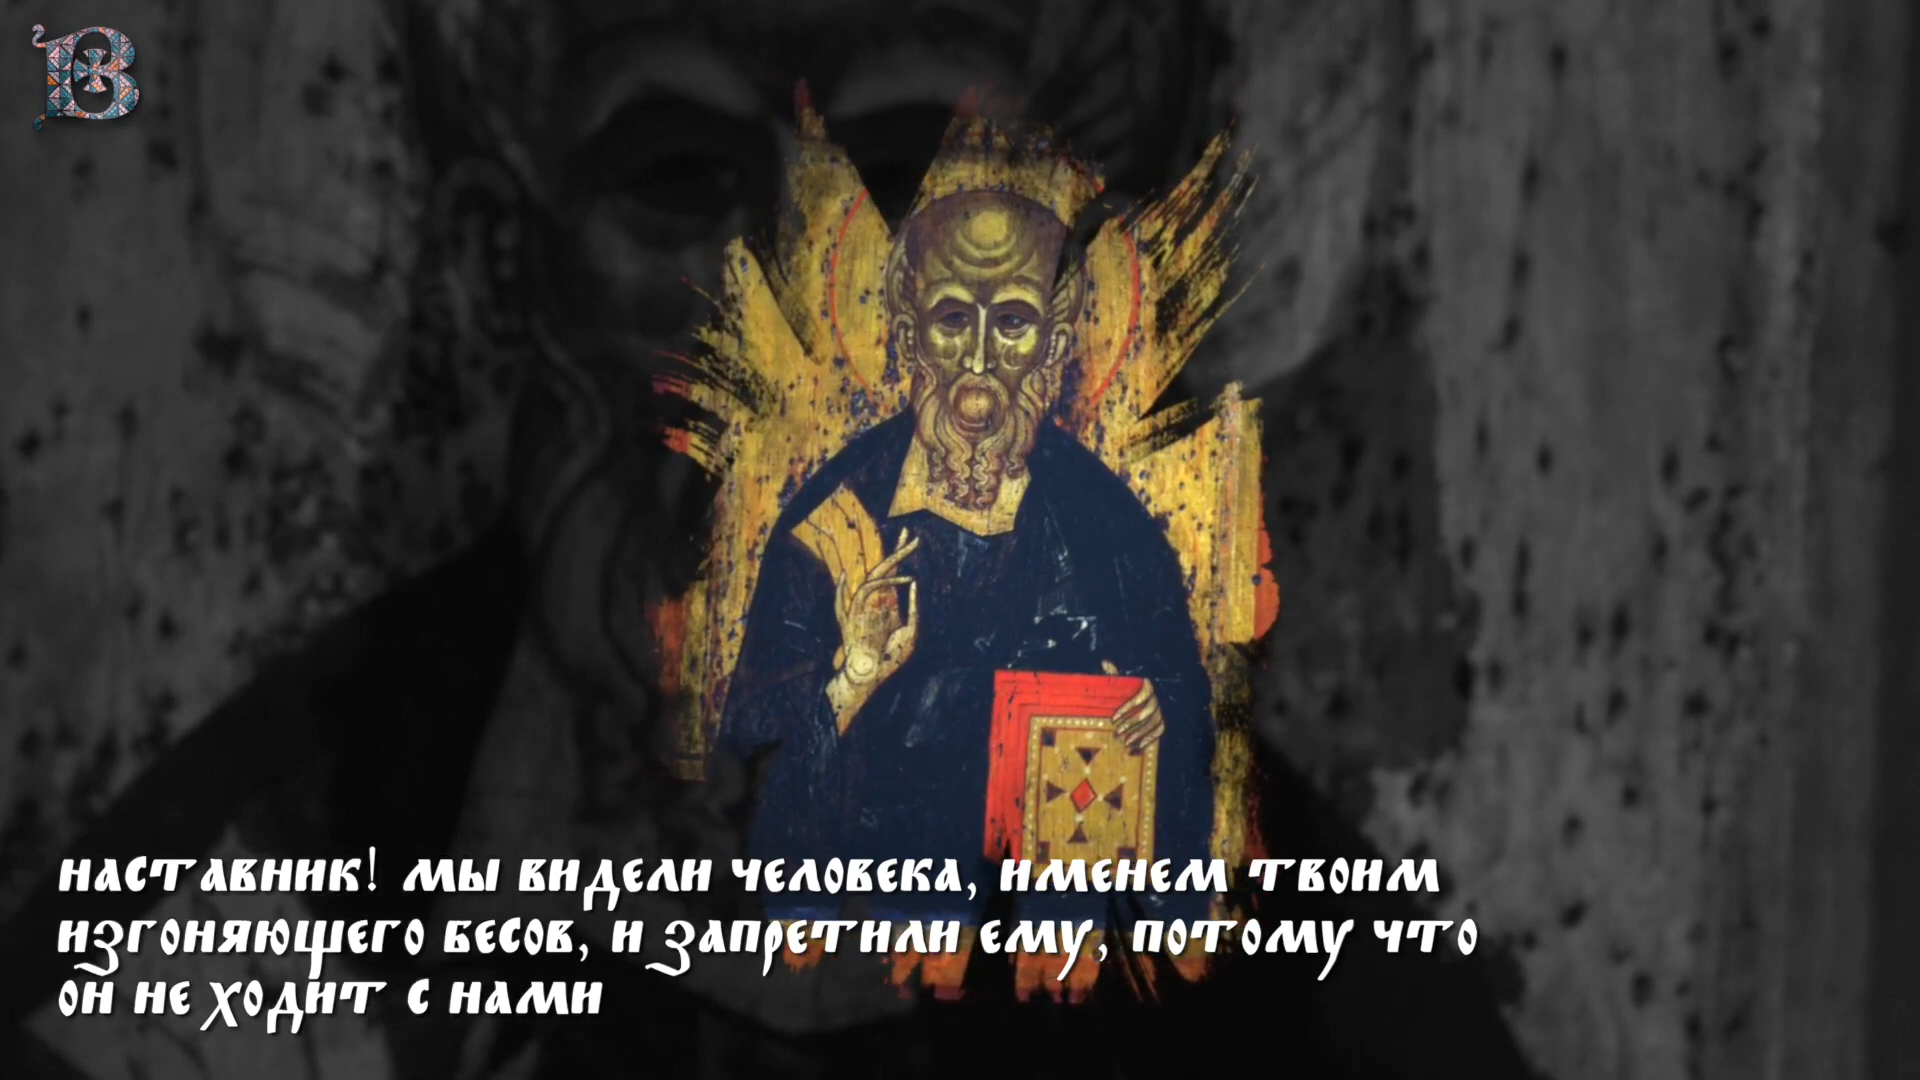 В
наставник! мы видели человека, именем твоим
изгоняющего бесов, и запретили ему, потому что
он не ходит с нами